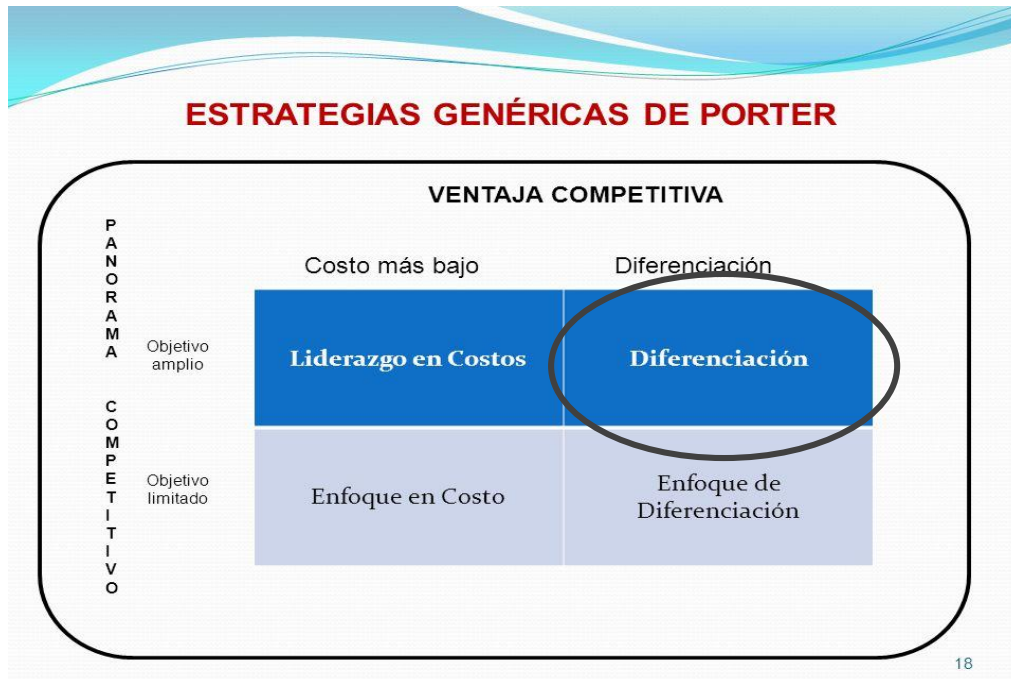 ESTRATEGIAS GENÉRICAS DE PORTER
VENTAJA COMPETITIVA
PANORAMA COMPETITIVO
Costo más bajo
Diferenciación
Objetivo
amplio
Liderazgo en Costos
Diferenciación
Objetivo
limitado
Enfoque en Costo
Enfoque de
Diferenciación
18